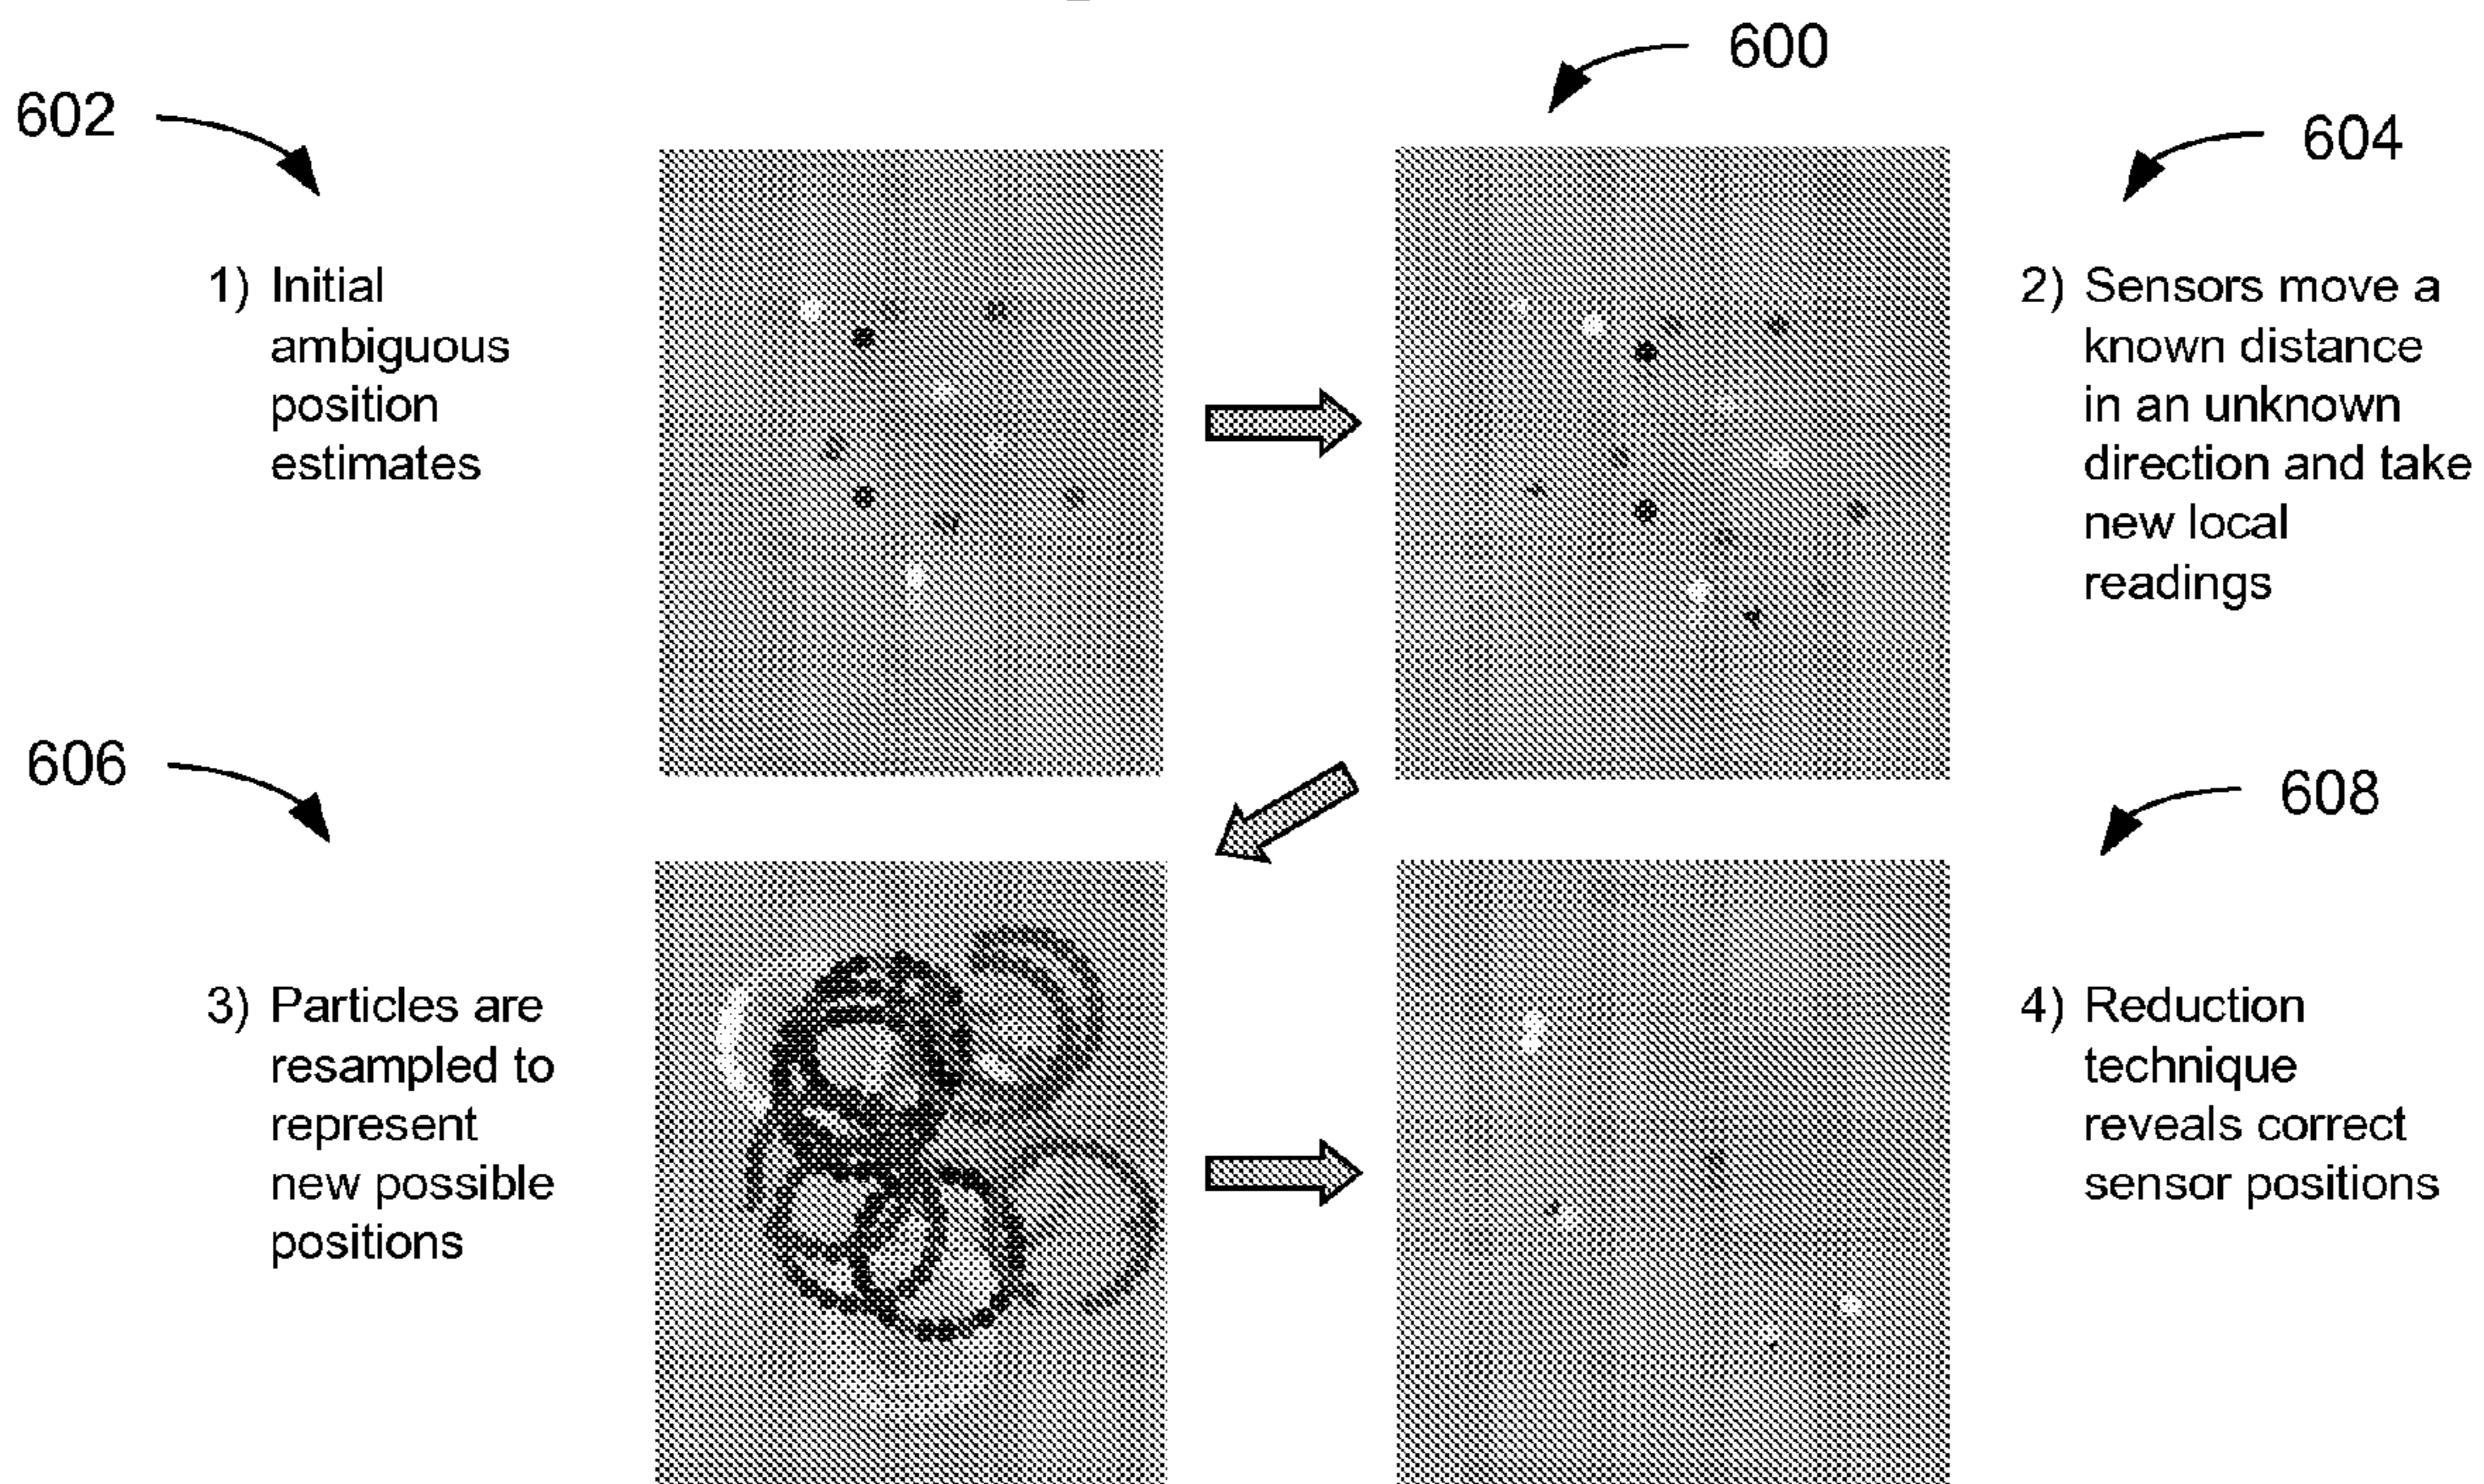 600
602
604
1) Initial
ambiguous
position
estimates
2) Sensors move a
known distance
in an unknown
direction and take
new local
readings
606
608
3) Particles are
resampled to
represent
new possible
positions
4) Reduction
technique
reveals correct
sensor positions